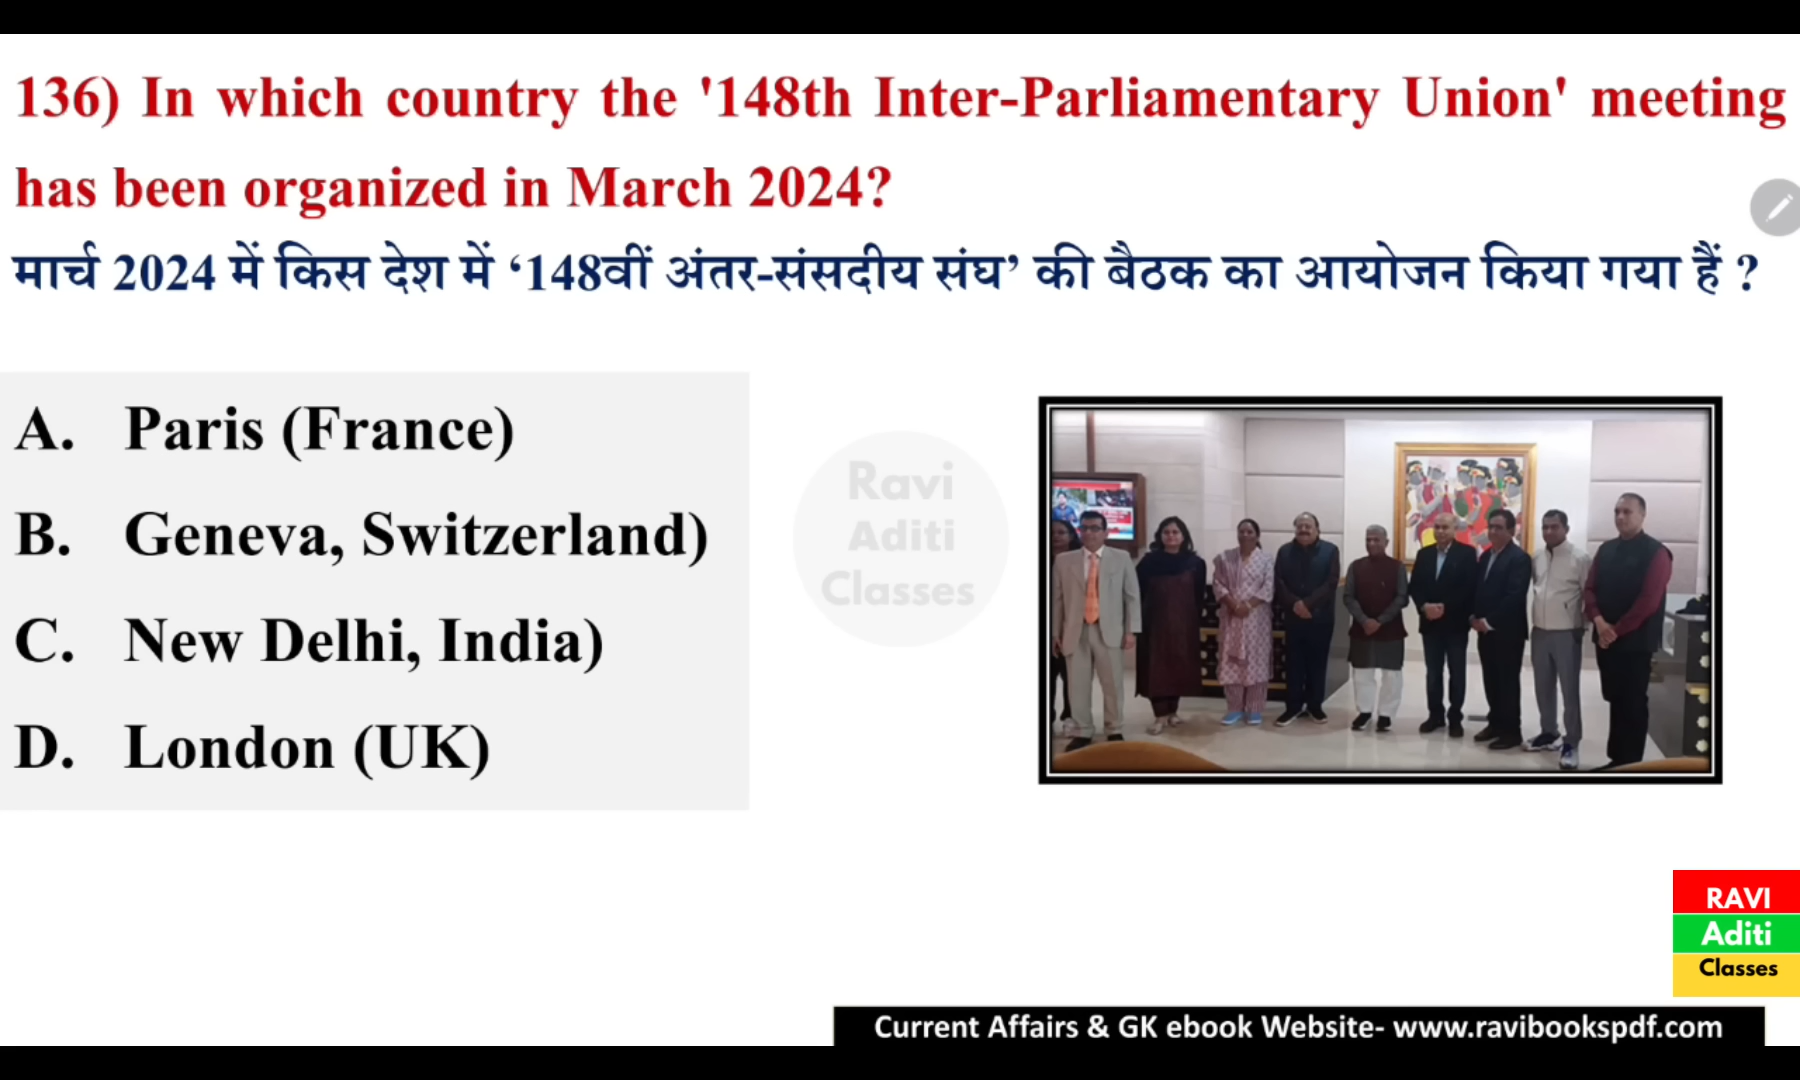 136) In which country the '148th Inter-Parliamentary Union' meeting
has been organized in March 2024?
मार्च 2024 में किस देश में ‘148वीं अंतर-संसदीय संघ’ की बैठक का आयोजन किया गया हैं ?
A. Paris (France)
B. Geneva, Switzerland)
C. New Delhi, India)
D. London (UK)
Ravi
Aditi
Classes
RAVI
Aditi
Classes
Current Affairs & GK ebook Website- www.ravibookspdf.com